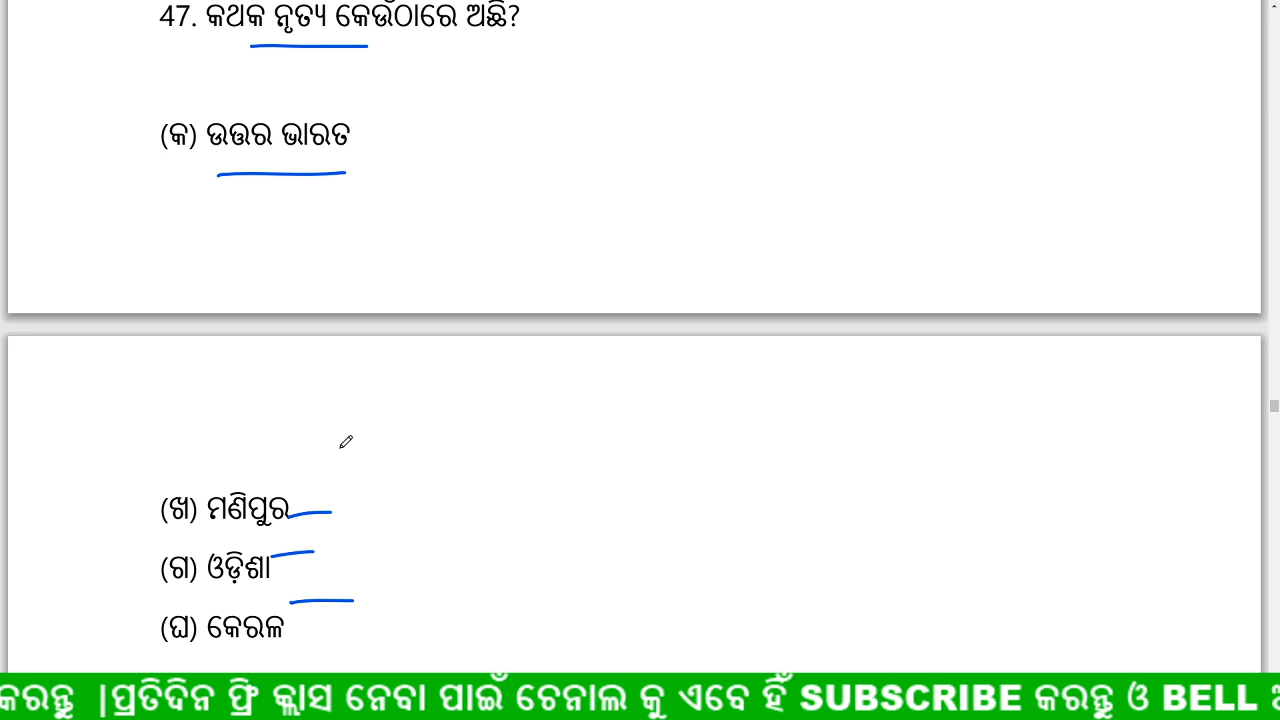 47. କଥକ ନୃତ୍ୟ କେଉଁଠାରେ ଅଛି?
(କ) ଉତ୍ତର ଭାରତ
(ଖ) ମଣିପୁର
(ଗ) ଓଡ଼ିଶା
(ଘ) କେରଳ
କରନ୍ତୁ |ପ୍ରତିଦିନ ଫ୍ରି କ୍ଲାସ ନେବା ପାଇଁ ଚେନାଲ କୁ ଏବେ ହିଁ SUBSCRIBE କରନ୍ତୁ ଓ BELL